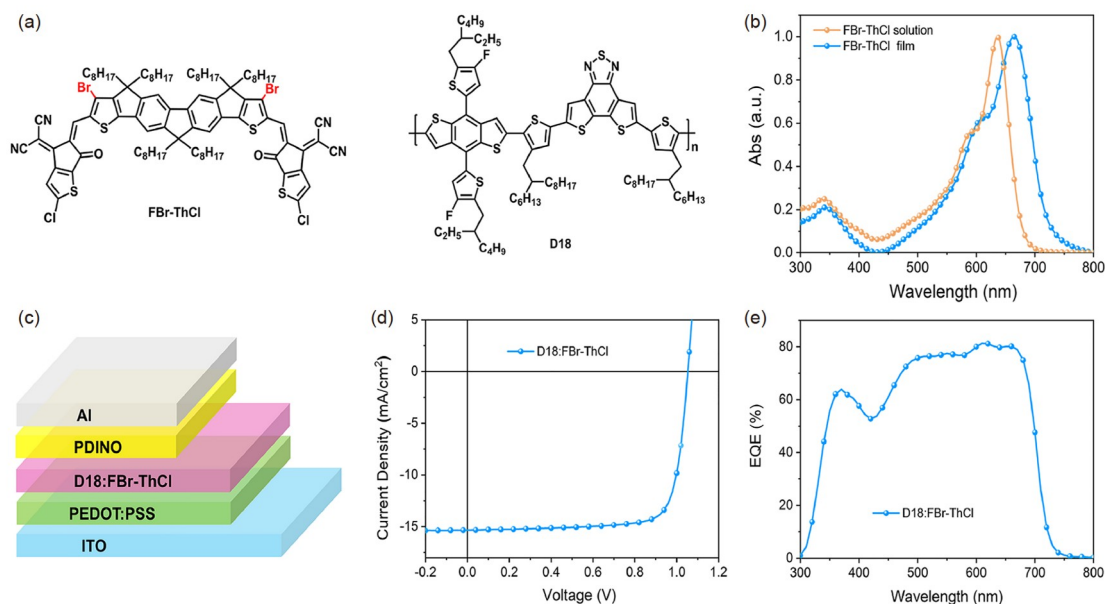 (a)
C8H17
C8H17
C8H17
C8H17
C8H17
C8H17
Br
Br
CN
NC
O
S
S
C8H17
C8H17
O
CN
CN
S
S
Cl
Cl
FBr-ThCl
C4H9
C2H5
F
S
N
N
S
S
S
S
S
S
S
n
C8H17
C6H13
C8H17
C6H13
S
F
C2H5
C4H9
D18
(b)
FBr-ThCl solution
FBr-ThCl film
Abs (a.u.)
1.0
0.8
0.6
0.4
0.2
0.0
300 400 500 600 700 800
Wavelength (nm)
(c)
Al
PDINO
D18:FBr-ThCl
PEDOT:PSS
ITO
(d)
D18:FBr-ThCl
Current Density (mA/cm2)
5
0
-5
-10
-15
-0.2 0.0 0.2 0.4 0.6 0.8 1.0 1.2
Voltage (V)
(e)
EQE (%)
80
60
40
20
0
D18:FBr-ThCl
300 400 500 600 700 800
Wavelength (nm)